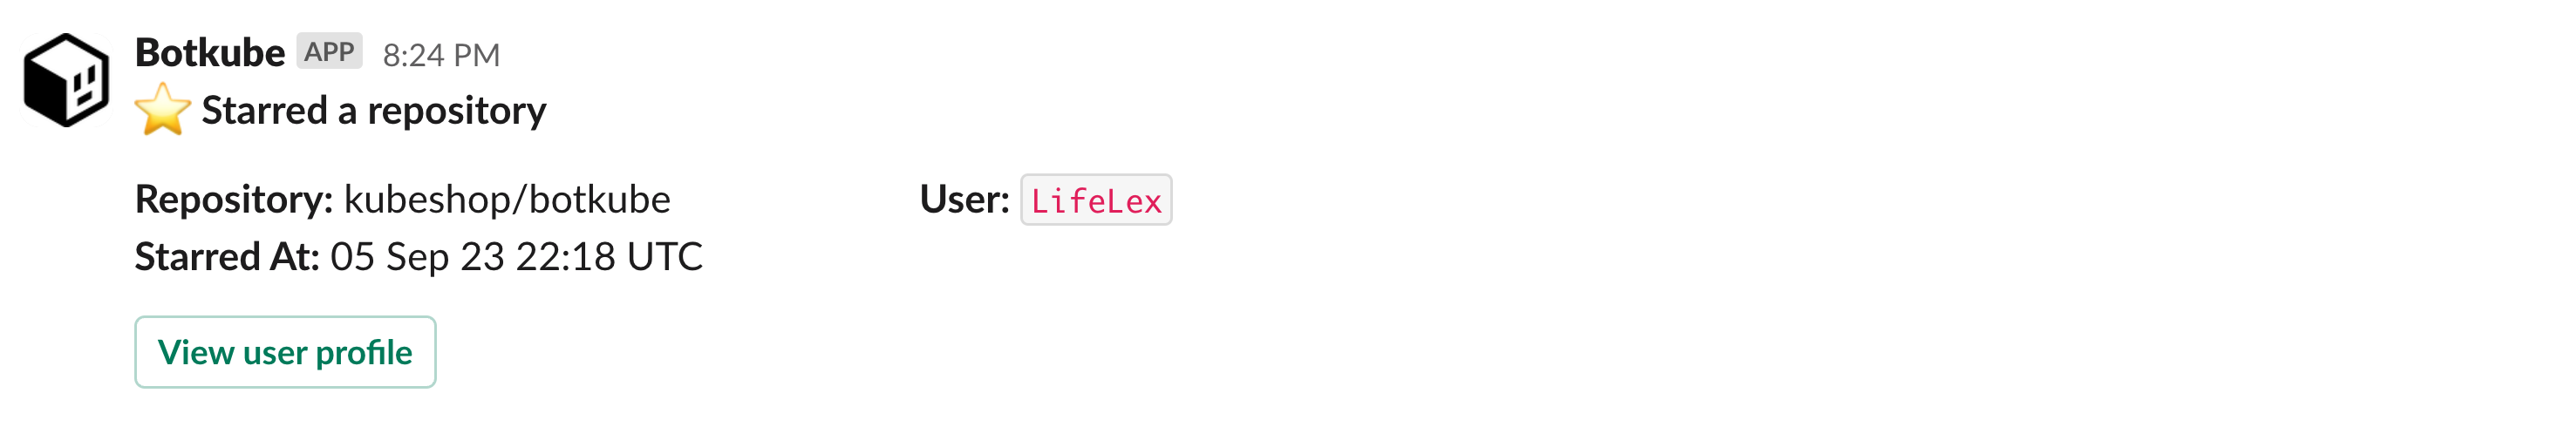 Botkube APP 8:24 PM
⭐ Starred a repository
Repository: kubeshop/botkube User: LifeLex
Starred At: 05 Sep 23 22:18 UTC
View user profile